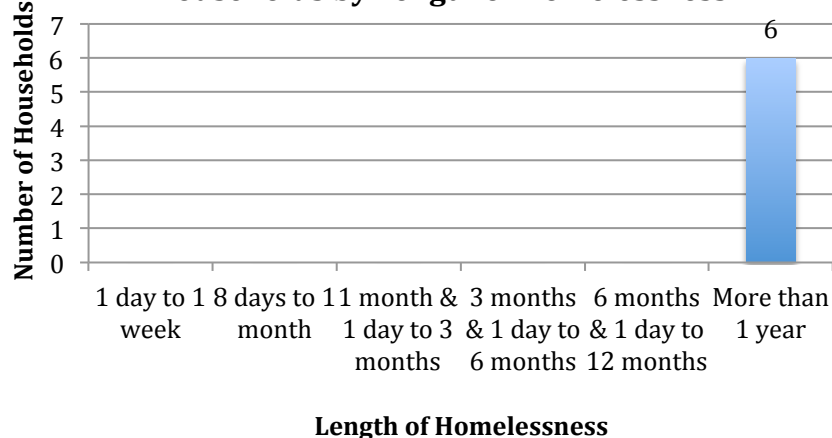 Number of Households
7
6
5
4
3
2
1
0
6
1 day to 1 week
8 days to 1 month
1 month & 1 day to 3 months
3 months & 1 day to 6 months
6 months & 1 day to 12 months
More than 1 year
Length of Homelessness